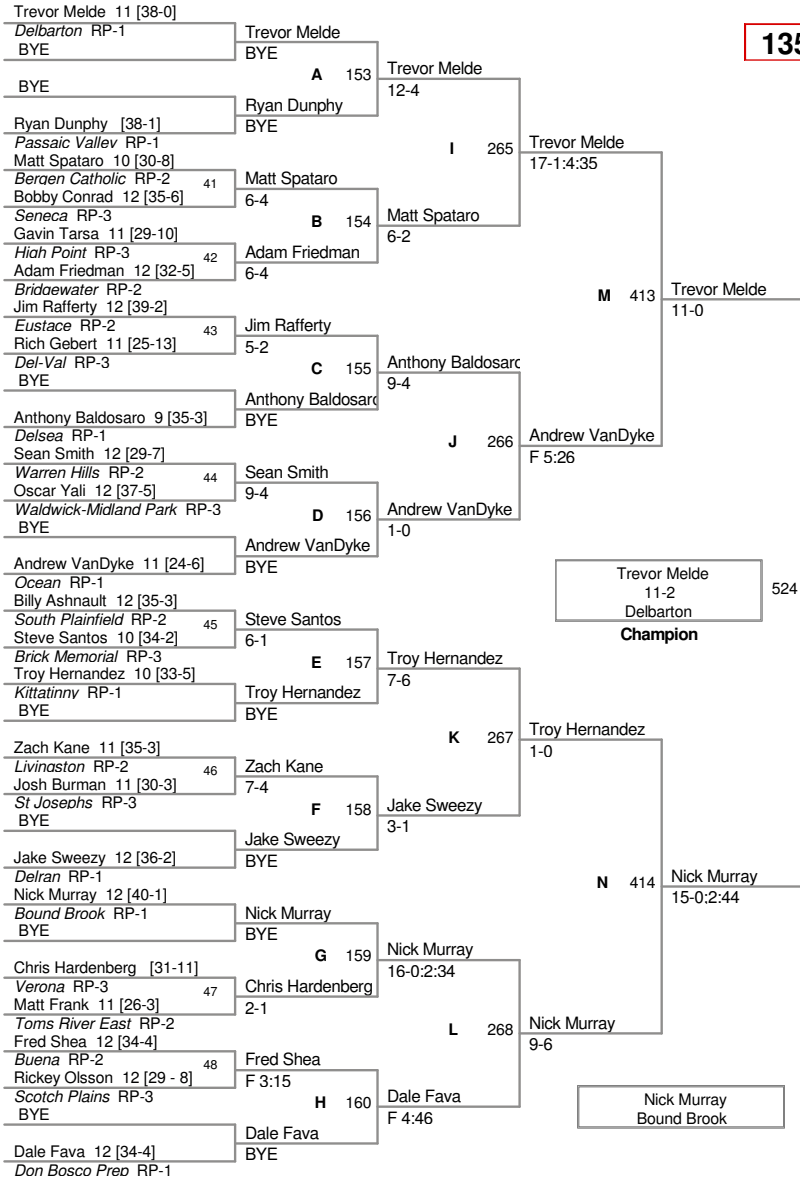 Trevor Melde 11 [38-0]
Delbarton RP-1
BYE
BYE
Ryan Dunphy [38-1]
Passaic Valley RP-1
Matt Spataro 10 [30-8]
Bergen Catholic RP-2
41
Bobby Conrad 12 [35-6]
Seneca RP-3
Gavin Tarsa 11 [29-10]
High Point RP-3
42
Adam Friedman 12 [32-5]
Bridgewater RP-2
Jim Rafferty 12 [39-2]
Eustace RP-2
43
Rich Gebert 11 [25-13]
Del-Val RP-3
BYE
Anthony Baldosaro 9 [35-3]
Delsea RP-1
Sean Smith 12 [29-7]
Warren Hills RP-2
44
Oscar Yali 12 [37-5]
Waldwick-Midland Park RP-3
BYE
Andrew VanDyke 11 [24-6]
Ocean RP-1
Billy Ashnault 12 [35-3]
South Plainfield RP-2
45
Steve Santos 10 [34-2]
Brick Memorial RP-3
Troy Hernandez 10 [33-5]
Kittatinny RP-1
BYE
Zach Kane 11 [35-3]
Livingston RP-2
46
Josh Burman 11 [30-3]
St Josephs RP-3
BYE
Jake Sweezy 12 [36-2]
Delran RP-1
Nick Murray 12 [40-1]
Bound Brook RP-1
BYE
Chris Hardenberg [31-11]
Verona RP-3
47
Matt Frank 11 [26-3]
Toms River East RP-2
Fred Shea 12 [34-4]
Buena RP-2
48
Rickey Olsson 12 [29 - 8]
Scotch Plains RP-3
BYE
Dale Fava 12 [34-4]
Don Bosco Prep RP-1
Trevor Melde
BYE
A 153
Ryan Dunphy
BYE
Matt Spataro
6-4
B 154
Adam Friedman
6-4
Jim Rafferty
5-2
C 155
Anthony Baldosaro
BYE
Sean Smith
9-4
D 156
Andrew VanDyke
BYE
Steve Santos
6-1
E 157
Troy Hernandez
BYE
Zach Kane
7-4
F 158
Jake Sweezy
BYE
Nick Murray
BYE
G 159
Chris Hardenberg
2-1
Fred Shea
F 3:15
H 160
Dale Fava
BYE
Trevor Melde
12-4
I 265
Matt Spataro
6-2
Anthony Baldosaro
9-4
J 266
Andrew VanDyke
1-0
Troy Hernandez
7-6
K 267
Jake Sweezy
3-1
Nick Murray
16-0;2:34
L 268
Dale Fava
F 4:46
Trevor Melde
17-1;4:35
M 413
Andrew VanDyke
F 5:26
Troy Hernandez
1-0
N 414
Nick Murray
9-6
135
Trevor Melde
11-0
Trevor Melde
11-2
Delbarton
524
Champion
Nick Murray
15-0;2:44
Nick Murray
Bound Brook